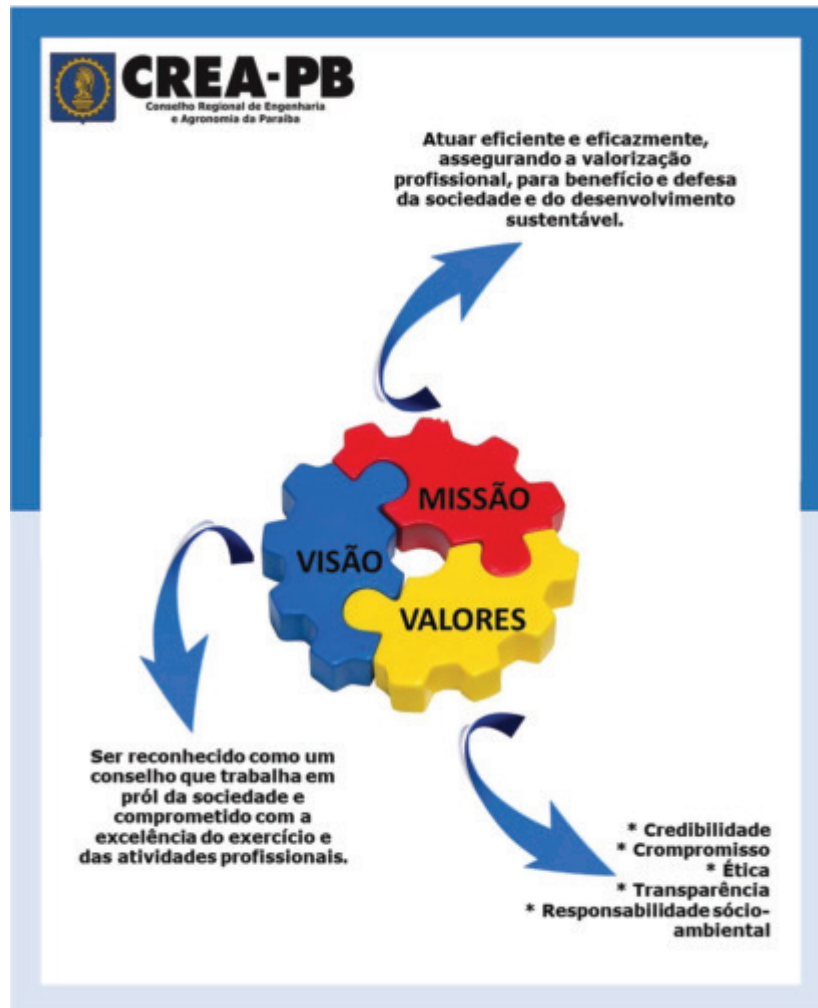 CREA-PB
Conselho Regional de Engenharia
e Agronomia da Paraíba
Atuar eficiente e eficazmente,
assegurando a valorização
profissional, para benefício e defesa
da sociedade e do desenvolvimento
sustentável.
MISSÃO
VISÃO
VALORES
Ser reconhecido como um
conselho que trabalha em
pról da sociedade e
comprometido com a
excelência do exercício e
das atividades profissionais.
* Credibilidade
* Crompromisso
* Ética
* Transparência
* Responsabilidade sócio-
ambiental